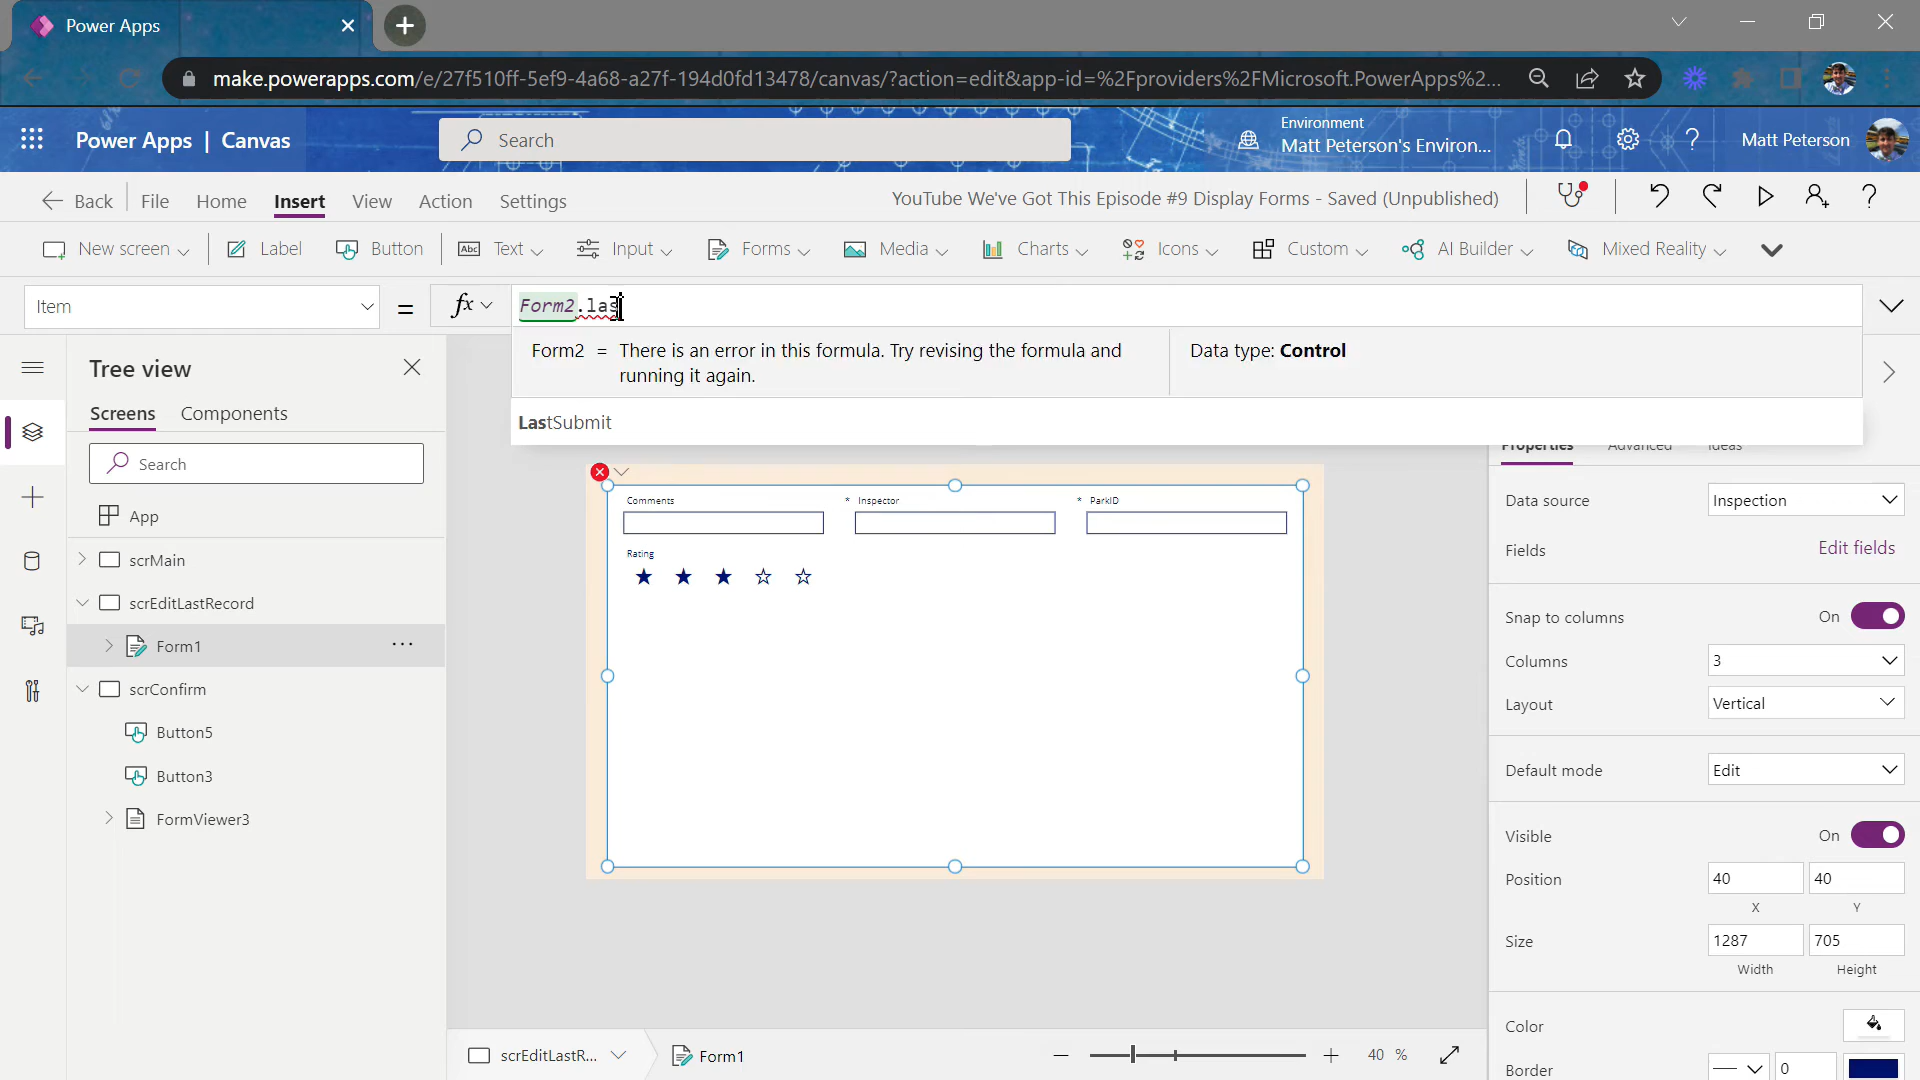 Power Apps
make.powerapps.com/e/27f510ff-5ef9-4a68-a27f-194d0fd13478/canvas/?action=edit&app-id=%2Fproviders%2FMicrosoft.PowerApps%2...
Power Apps | Canvas
Search
Environment
Matt Peterson's Environ...
Matt Peterson
Back
File
Home
Insert
View
Action
Settings
YouTube We've Got This Episode #9 Display Forms - Saved (Unpublished)
New screen
Label
Button
Abc Text
Input
Forms
Media
Charts
Icons
Custom
AI Builder
Mixed Reality
Item
=
fx
Form2.las
Form2 = There is an error in this formula. Try revising the formula and
running it again.
Data type: Control
LastSubmit
Tree view
Screens
Components
Search
App
scrMain
scrEditLastRecord
Form1
scrConfirm
Button5
Button3
FormViewer3
Comments
* Inspector
* ParkID
Rating
Properties
Advanced
Ideas
Data source
Inspection
Fields
Edit fields
Snap to columns
On
Columns
3
Layout
Vertical
Default mode
Edit
Visible
On
Position
40
40
X
Y
Size
1287
705
Width
Height
Color
Border
0
scrEditLastR...
Form1
40 %